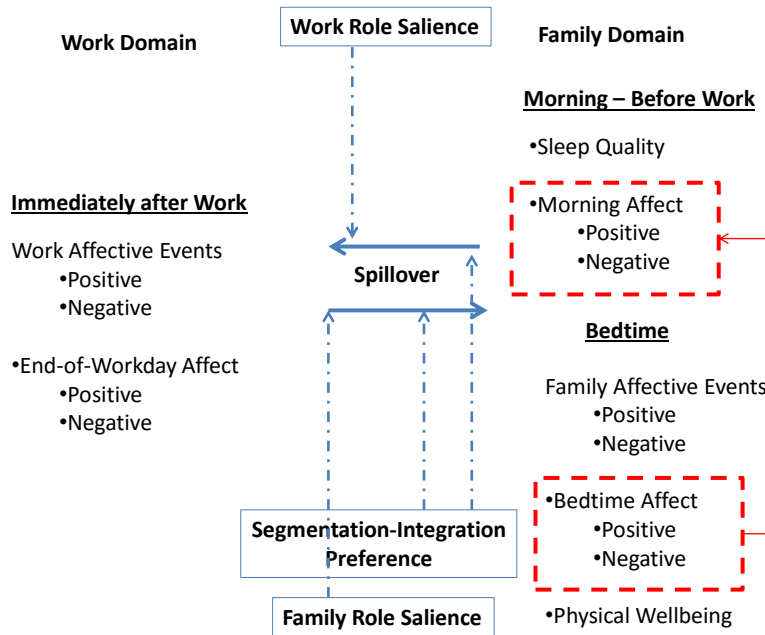 Work Domain
Work Role Salience
Family Domain
Morning – Before Work
•Sleep Quality
•Morning Affect
•Positive
•Negative
Immediately after Work
Work Affective Events
•Positive
•Negative
•End-of-Workday Affect
•Positive
•Negative
Spillover
Bedtime
Family Affective Events
•Positive
•Negative
•Bedtime Affect
•Positive
•Negative
•Physical Wellbeing
Segmentation-Integration
Preference
Family Role Salience